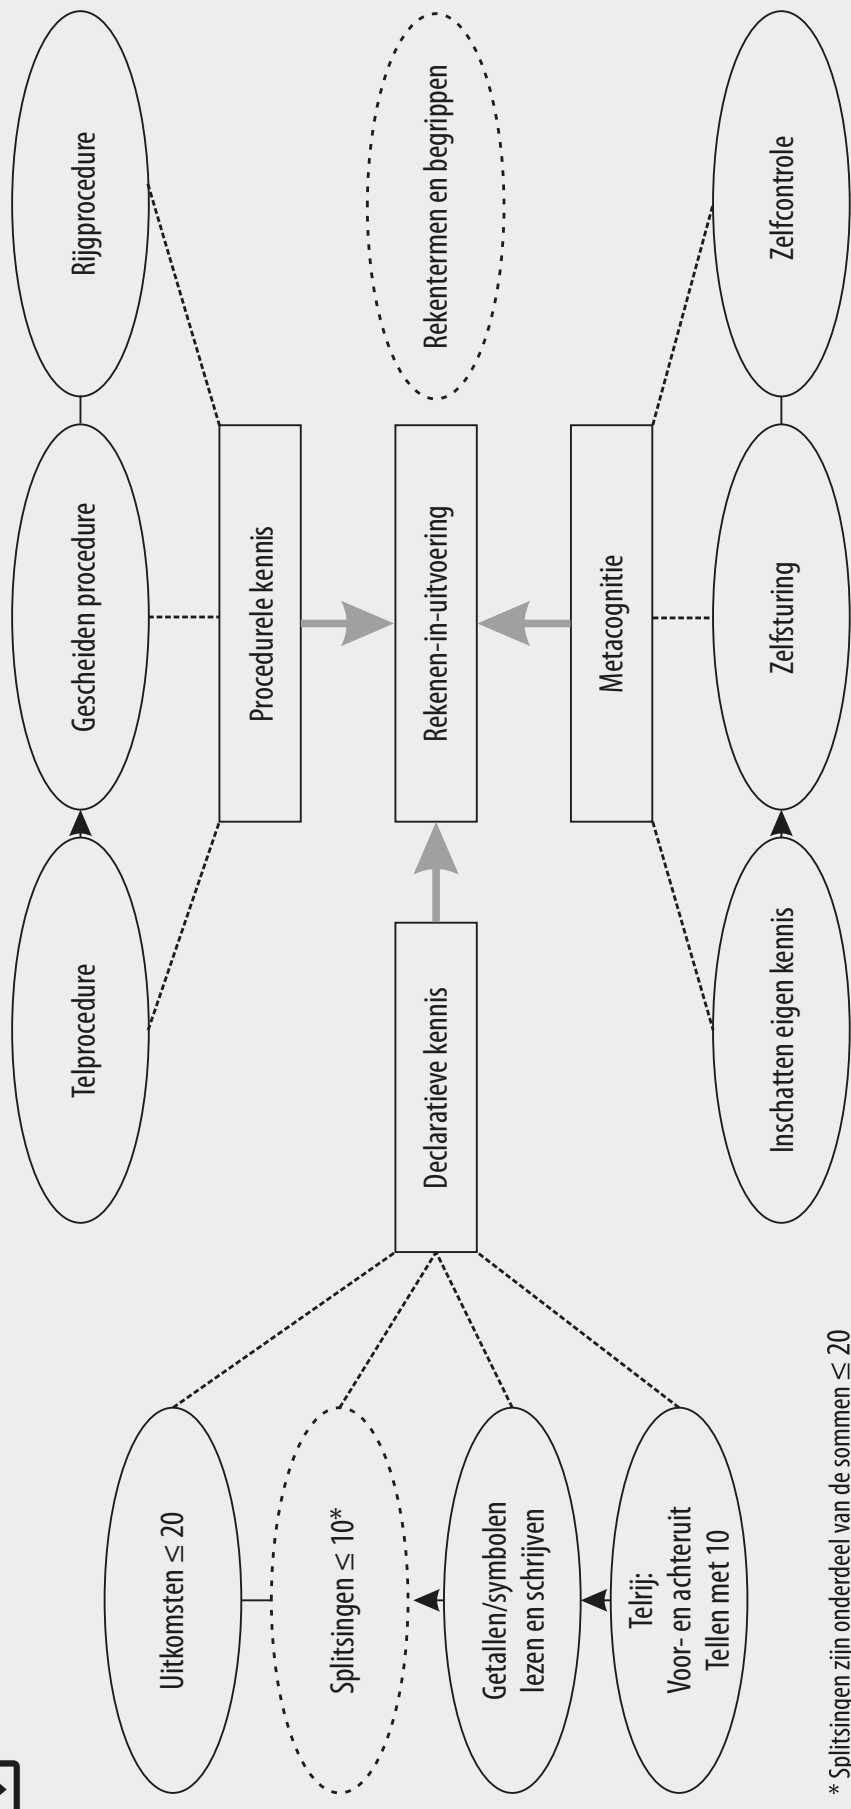 Telprocedure
Gescheiden procedure
Rijgprocedure
Procedurele kennis
Uitkomsten ≤ 20
Splitsingen ≤ 10*
Getallen/symbolen
lezen en schrijven
Telrij:
Voor- en achteruit
Tellen met 10
Declaratieve kennis
Rekenen-in-uitvoering
Rekentermen en begrippen
Metacognitie
Inschatten eigen kennis
Zelfsturing
Zelfcontrole
* Splitsingen zijn onderdeel van de sommen ≤ 20